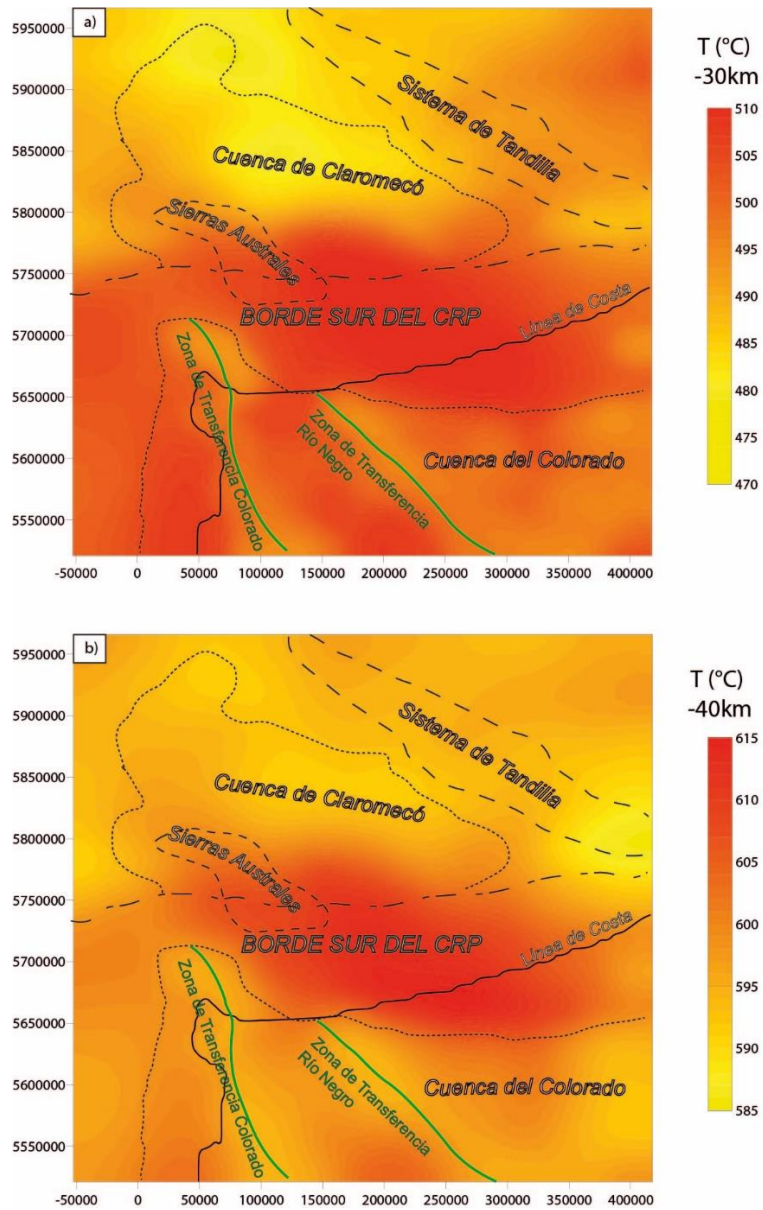 a)
T (°C)
-30km
5950000
5900000
5850000
5800000
5750000
5700000
5650000
5600000
5550000
Sistema de Tandilia
Cuenca de Claromecó
Sierras Australes
BORDE SUR DEL CRP
Línea de Costa
Zona de Transferencia Colorado
Zona de Transferencia
Río Negro
Cuenca del Colorado
510
505
500
495
490
485
480
475
470
-50000 0 50000 100000 150000 200000 250000 300000 350000 400000
b)
T (°C)
-40km
5950000
5900000
5850000
5800000
5750000
5700000
5650000
5600000
5550000
Sistema de Tandilia
Cuenca de Claromecó
Sierras Australes
BORDE SUR DEL CRP
Línea de Costa
Zona de Transferencia Colorado
Zona de Transferencia
Río Negro
Cuenca del Colorado
615
610
605
600
595
590
585
-50000 0 50000 100000 150000 200000 250000 300000 350000 400000